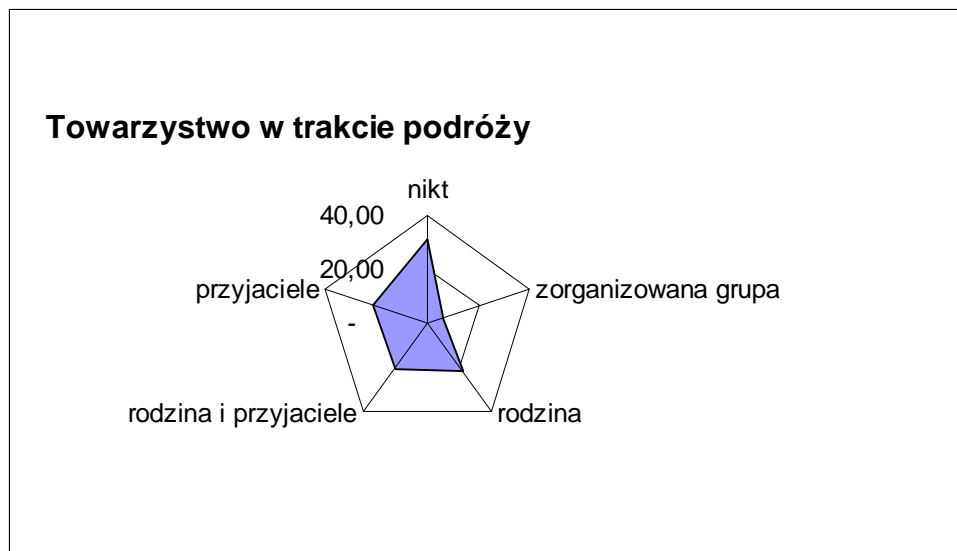 Towarzystwo w trakcie podróży
nikt
40,00
20,00
przyjaciele
zorganizowana grupa
-
rodzina i przyjaciele
rodzina